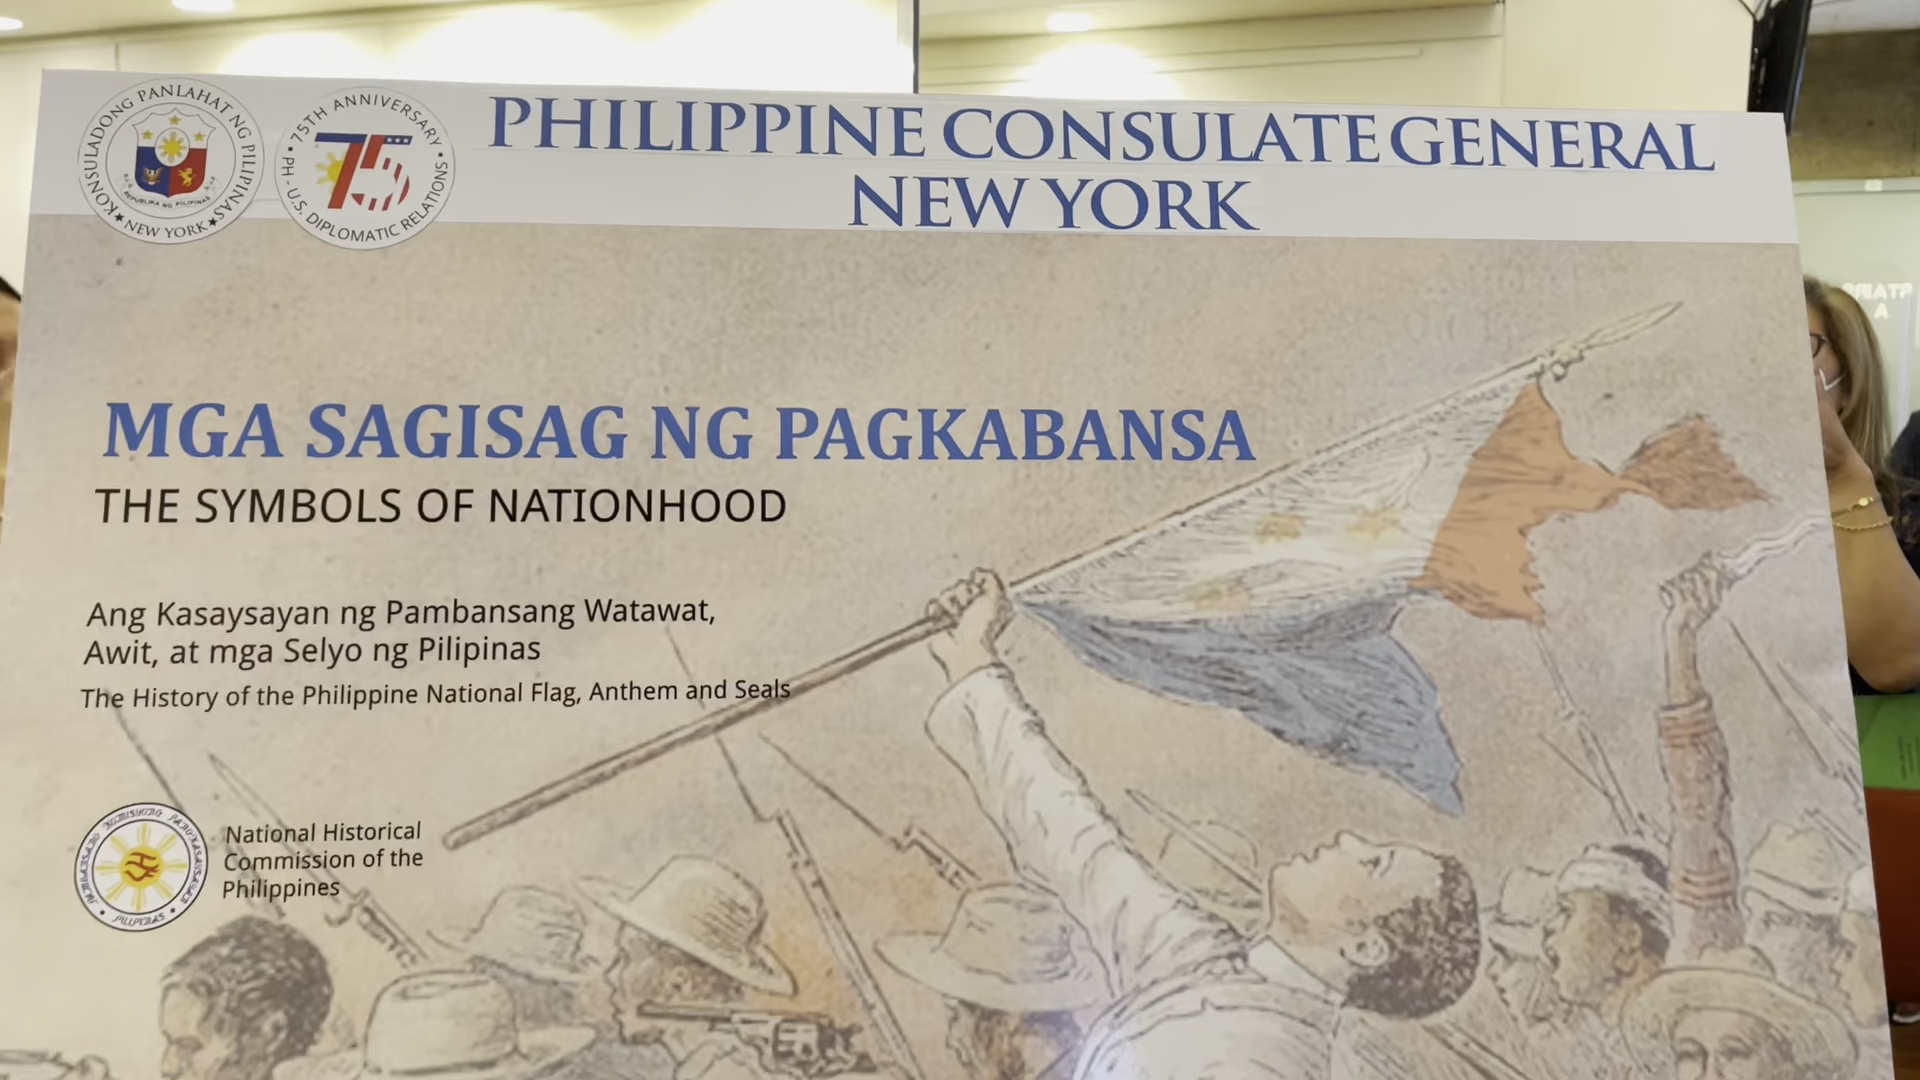 KONSULADONG PANLAHAT NG PILIPINAS
REPUBLIKA NG PILIPINAS
★ NEW YORK ★
• 75TH ANNIVERSARY •
75
PH - U.S. DIPLOMATIC RELATIONS
PHILIPPINE CONSULATE GENERAL
NEW YORK
MGA SAGISAG NG PAGKABANSA
THE SYMBOLS OF NATIONHOOD
Ang Kasaysayan ng Pambansang Watawat,
Awit, at mga Selyo ng Pilipinas
The History of the Philippine National Flag, Anthem and Seals
National Historical
Commission of the
Philippines
• PILIPINAS •
A